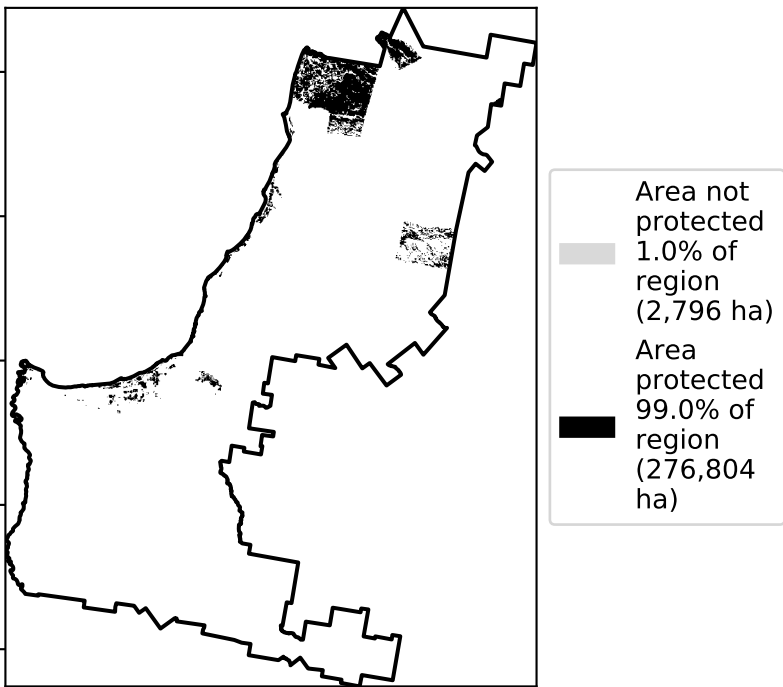 Area not
protected
1.0% of
region
(2,796 ha)
Area
protected
99.0% of
region
(276,804
ha)